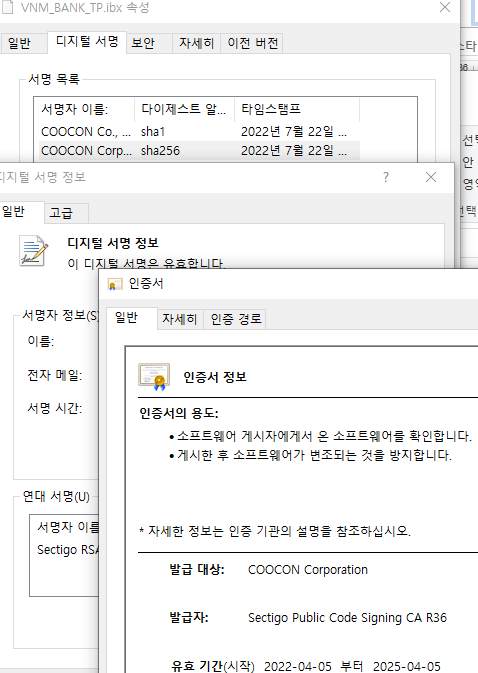 VNM_BANK_TP.ibx 속성
일반 디지털 서명 보안 자세히 이전 버전
서명 목록
서명자 이름: 다이제스트 알... 타임스탬프
COOCON Co., ... sha1 2022년 7월 22일 ...
COOCON Corp... sha256 2022년 7월 22일 ...
디지털 서명 정보
일반 고급
디지털 서명 정보
이 디지털 서명은 유효합니다.
서명자 정보(S)
이름:
전자 메일:
서명 시간:
연대 서명(U)
서명자 이름
Sectigo RSA
인증서
일반 자세히 인증 경로
인증서 정보
인증서의 용도:
• 소프트웨어 게시자에게서 온 소프트웨어를 확인합니다.
• 게시한 후 소프트웨어가 변조되는 것을 방지합니다.
* 자세한 정보는 인증 기관의 설명을 참조하십시오.
발급 대상: COOCON Corporation
발급자: Sectigo Public Code Signing CA R36
유효 기간(시작) 2022-04-05 부터 2025-04-05